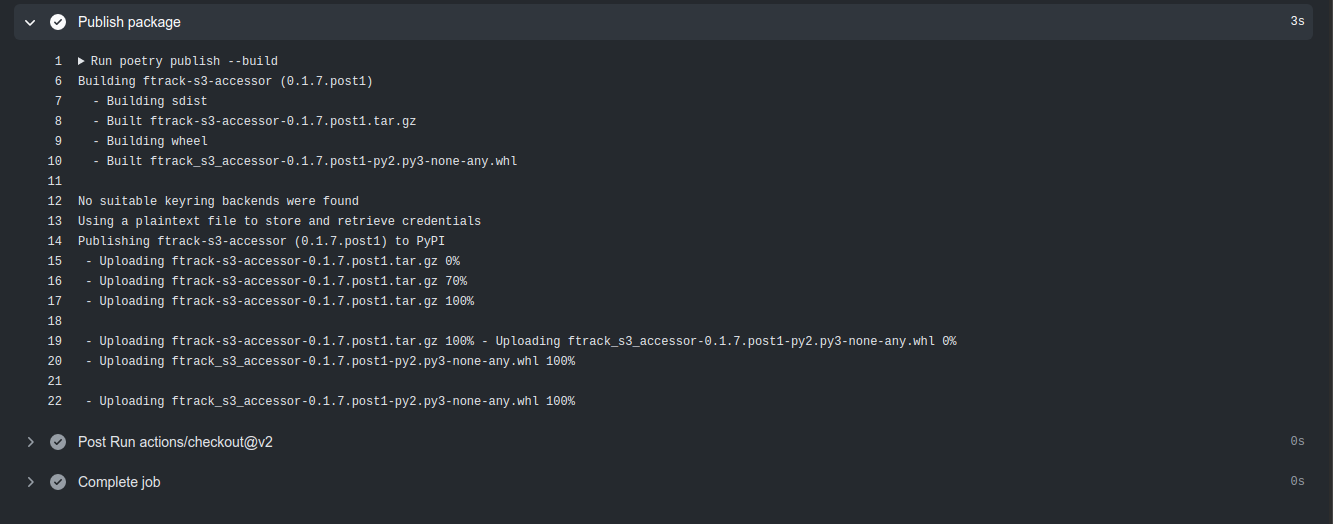 Publish package 3s
1 Run poetry publish --build
6 Building ftrack-s3-accessor (0.1.7.post1)
7 - Building sdist
8 - Built ftrack-s3-accessor-0.1.7.post1.tar.gz
9 - Building wheel
10 - Built ftrack_s3_accessor-0.1.7.post1-py2.py3-none-any.whl
11
12 No suitable keyring backends were found
13 Using a plaintext file to store and retrieve credentials
14 Publishing ftrack-s3-accessor (0.1.7.post1) to PyPI
15 - Uploading ftrack-s3-accessor-0.1.7.post1.tar.gz 0%
16 - Uploading ftrack-s3-accessor-0.1.7.post1.tar.gz 70%
17 - Uploading ftrack-s3-accessor-0.1.7.post1.tar.gz 100%
18
19 - Uploading ftrack-s3-accessor-0.1.7.post1.tar.gz 100% - Uploading ftrack_s3_accessor-0.1.7.post1-py2.py3-none-any.whl 0%
20 - Uploading ftrack_s3_accessor-0.1.7.post1-py2.py3-none-any.whl 100%
21
22 - Uploading ftrack_s3_accessor-0.1.7.post1-py2.py3-none-any.whl 100%
Post Run actions/checkout@v2 0s
Complete job 0s